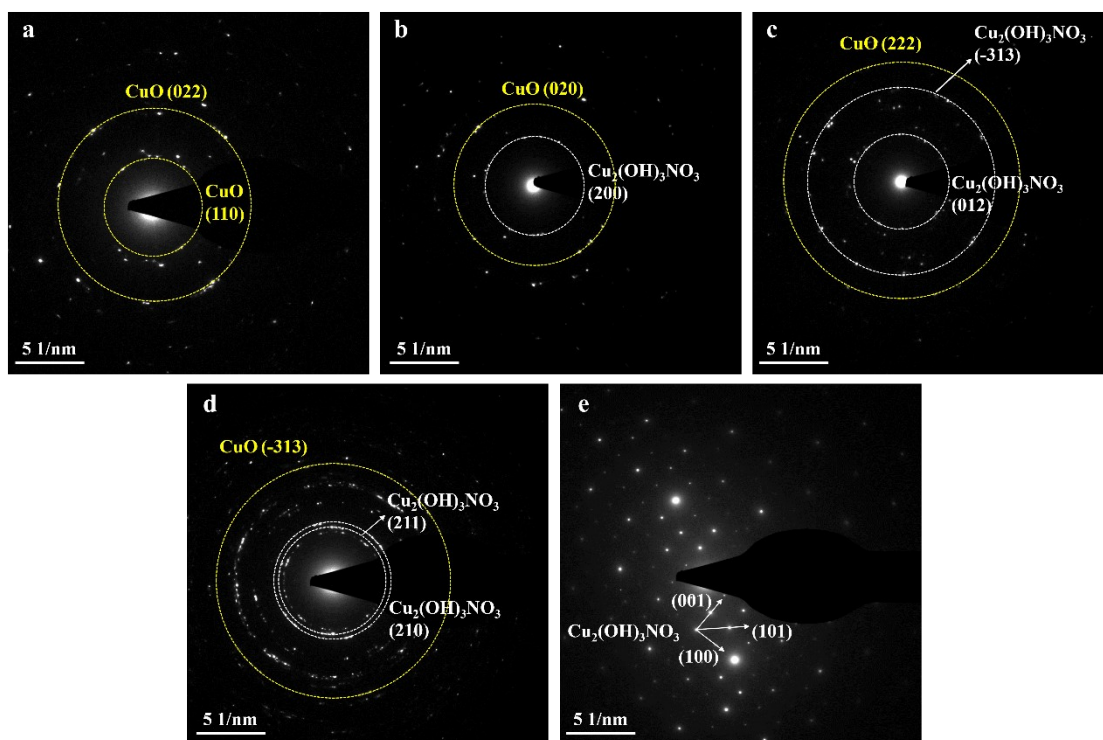 a
CuO (022)
CuO
(110)
5 1/nm
b
CuO (020)
Cu₂(OH)₃NO₃
(200)
5 1/nm
c
CuO (222)
Cu₂(OH)₃NO₃
(-313)
Cu₂(OH)₃NO₃
(012)
5 1/nm
d
CuO (-313)
Cu₂(OH)₃NO₃
(211)
Cu₂(OH)₃NO₃
(210)
5 1/nm
e
(001)
Cu₂(OH)₃NO₃
(101)
(100)
5 1/nm